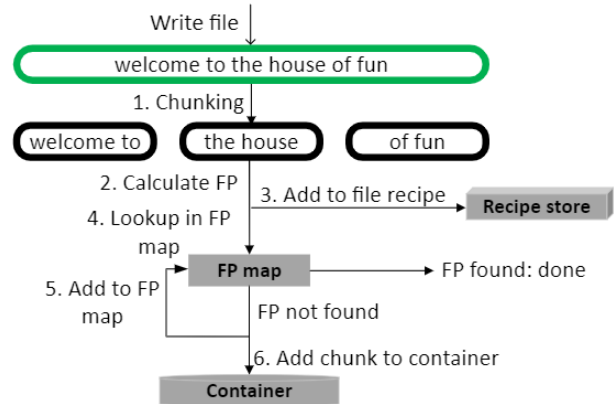 Write file
welcome to the house of fun
1. Chunking
welcome to
the house
of fun
2. Calculate FP
3. Add to file recipe
Recipe store
4. Lookup in FP
map
FP map
FP found: done
5. Add to FP
map
FP not found
6. Add chunk to container
Container